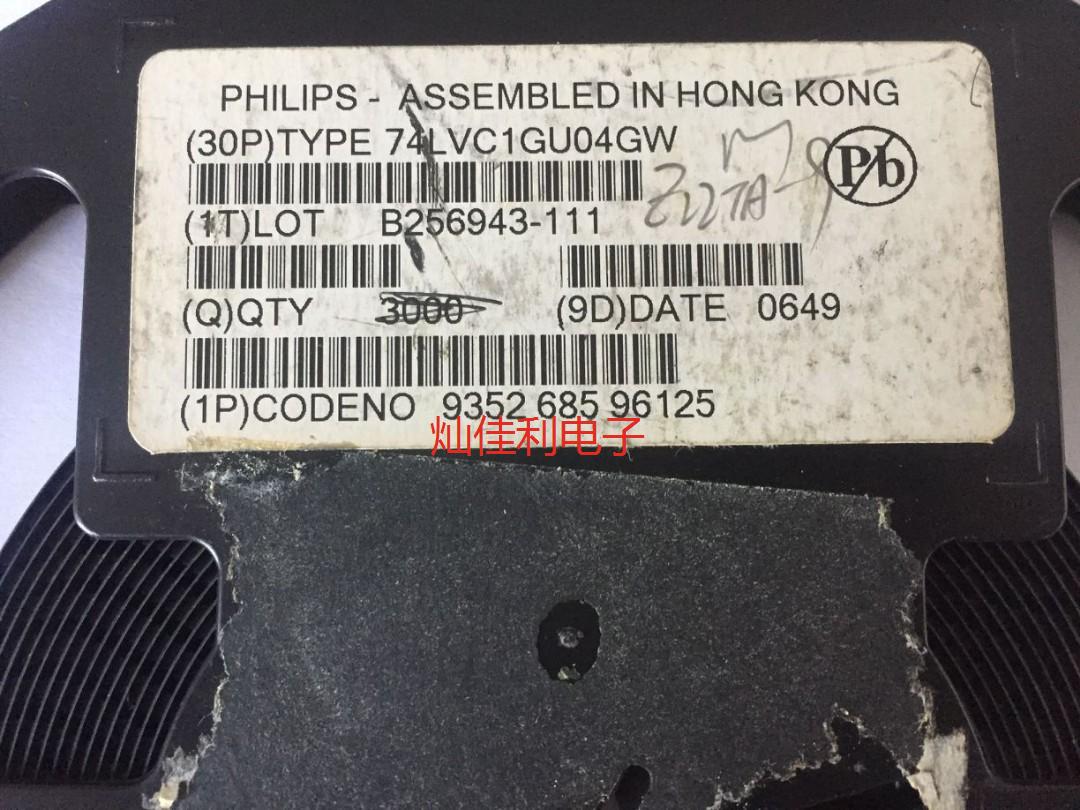 PHILIPS - ASSEMBLED IN HONG KONG
(30P)TYPE 74LVC1GU04GW
Pb
(1T)LOT B256943-111
(Q)QTY 3000 (9D)DATE 0649
(1P)CODENO 9352 685 96125
灿佳利电子